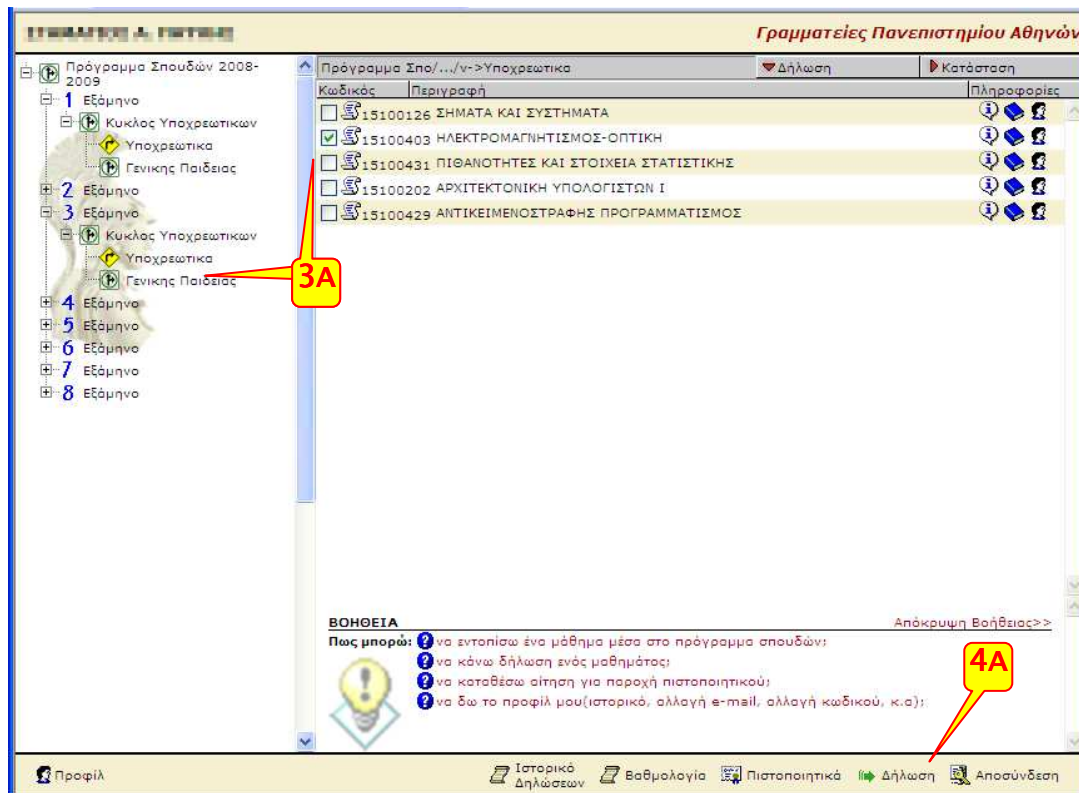 Γραμματείες Πανεπιστημίου Αθηνών
Πρόγραμμα Σπουδών 2008-
2009
1 Εξάμηνο
Κυκλος Υποχρεωτικων
Υποχρεωτικα
Γενικης Παιδειας
2 Εξάμηνο
3 Εξάμηνο
Κυκλος Υποχρεωτικων
Υποχρεωτικα
Γενικης Παιδειας
4 Εξάμηνο
5 Εξάμηνο
6 Εξάμηνο
7 Εξάμηνο
8 Εξάμηνο
Πρόγραμμα Σπο/.../ν->Υποχρεωτικα Δήλωση Κατάσταση
Κωδικός Περιγραφή Πληροφορίες
15100126 ΣΗΜΑΤΑ ΚΑΙ ΣΥΣΤΗΜΑΤΑ
15100403 ΗΛΕΚΤΡΟΜΑΓΝΗΤΙΣΜΟΣ-ΟΠΤΙΚΗ
15100431 ΠΙΘΑΝΟΤΗΤΕΣ ΚΑΙ ΣΤΟΙΧΕΙΑ ΣΤΑΤΙΣΤΙΚΗΣ
15100202 ΑΡΧΙΤΕΚΤΟΝΙΚΗ ΥΠΟΛΟΓΙΣΤΩΝ Ι
15100429 ΑΝΤΙΚΕΙΜΕΝΟΣΤΡΑΦΗΣ ΠΡΟΓΡΑΜΜΑΤΙΣΜΟΣ
3Α
ΒΟΗΘΕΙΑ Απόκρυψη Βοήθειας>>
Πως μπορώ: να εντοπίσω ένα μάθημα μέσα στο πρόγραμμα σπουδών;
να κάνω δήλωση ενός μαθημάτος;
να καταθέσω αίτηση για παροχή πιστοποιητικού;
να δω το προφίλ μου(ιστορικό, αλλαγή e-mail, αλλαγή κωδικού, κ.α);
4Α
Προφίλ Ιστορικό Δηλώσεων Βαθμολογία Πιστοποιητικά Δήλωση Αποσύνδεση